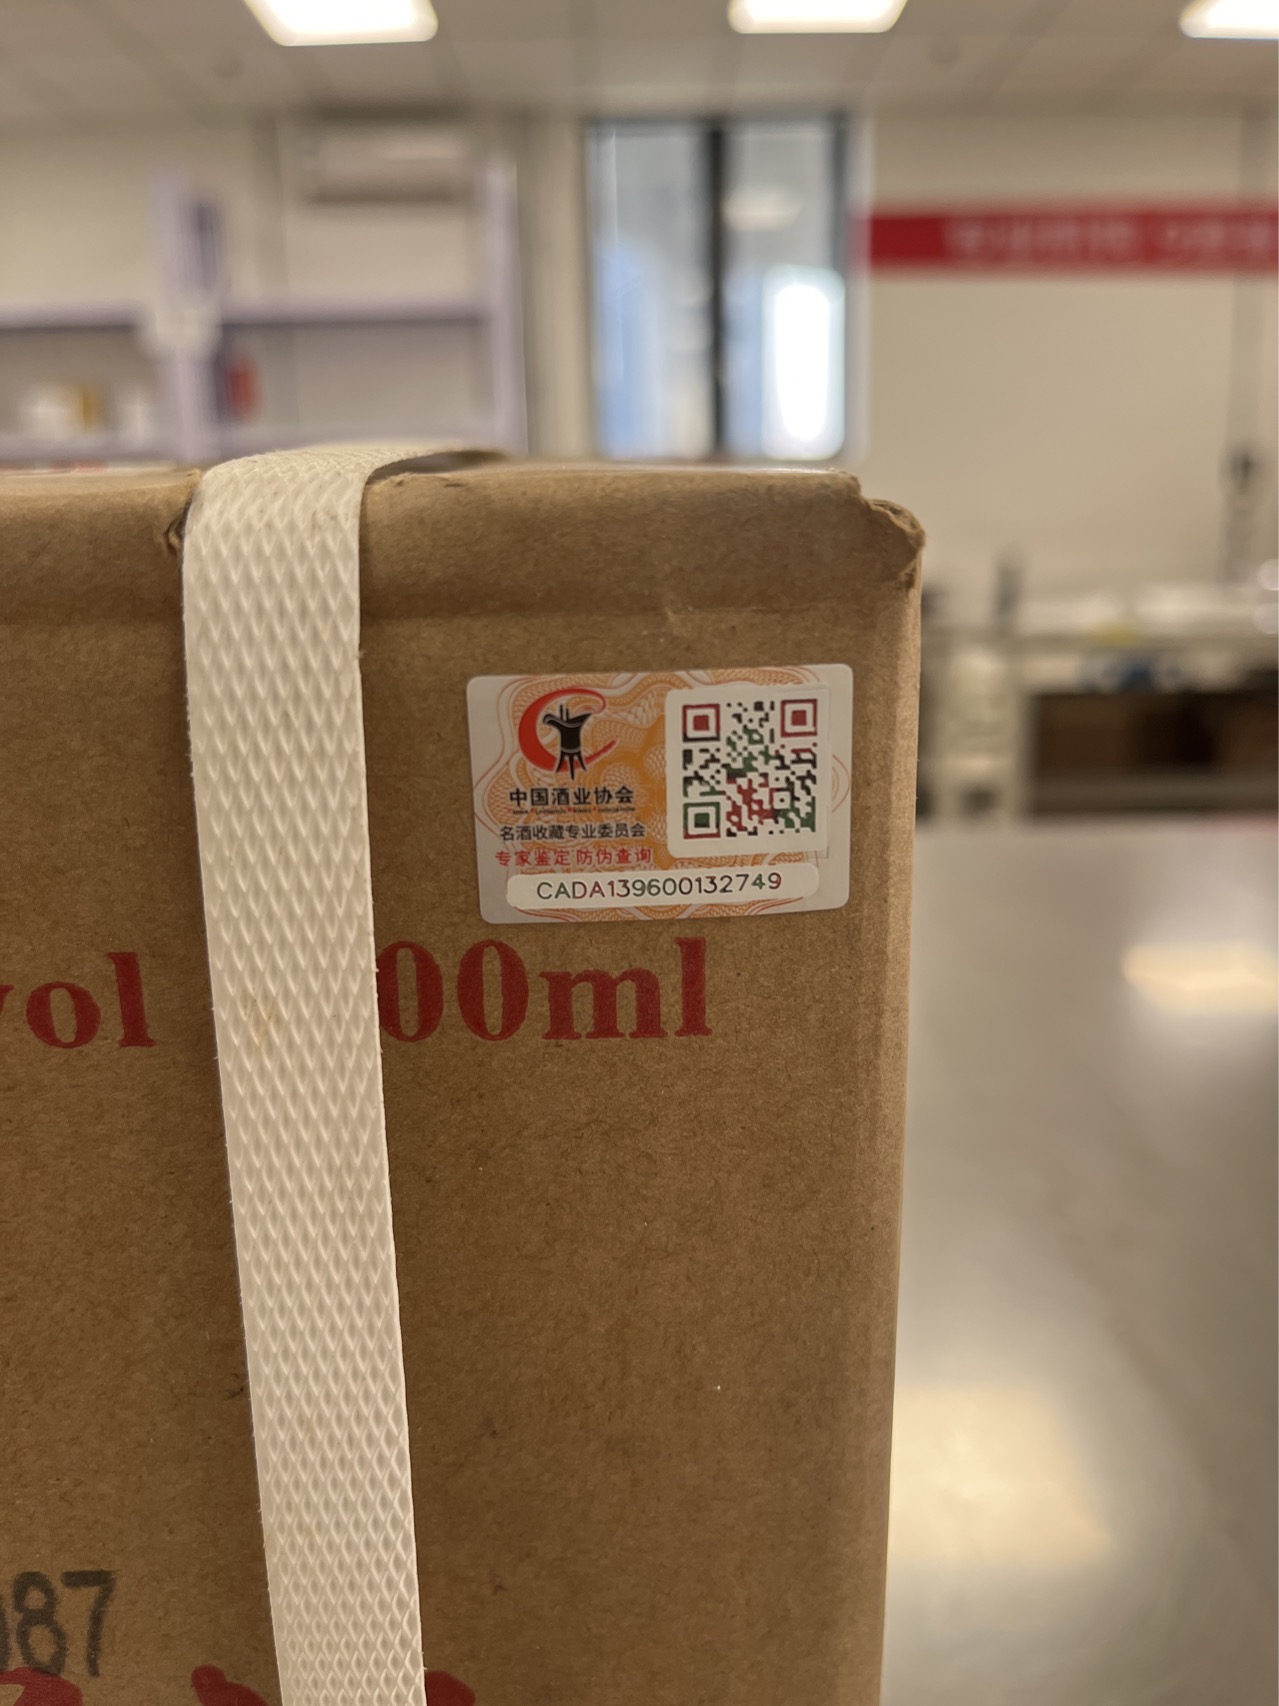 中国酒业协会
名酒收藏专业委员会
专家鉴定 防伪查询
CADA139600132749
vol 00ml
087